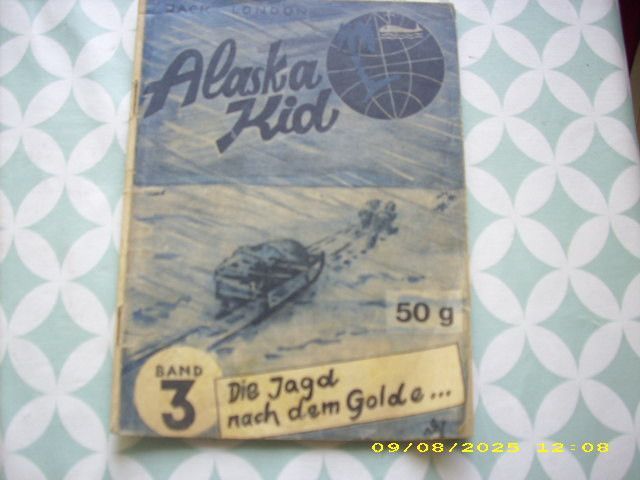 JACK LONDON
Alaska
Kid
M
L
50 g
BAND
3
Die Jagd
nach dem Golde...
09/08/2025 12:08